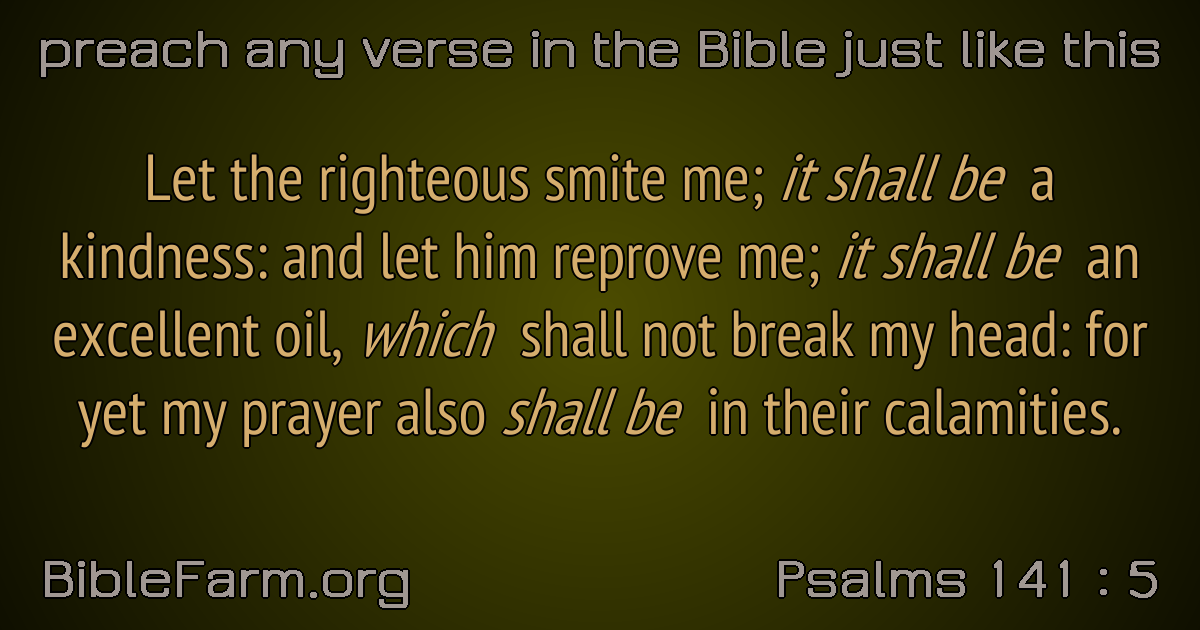 preach any verse in the Bible just like this
Let the righteous smite me; it shall be a
kindness: and let him reprove me; it shall be an
excellent oil, which shall not break my head: for
yet my prayer also shall be in their calamities.
BibleFarm.org
Psalms 141 : 5